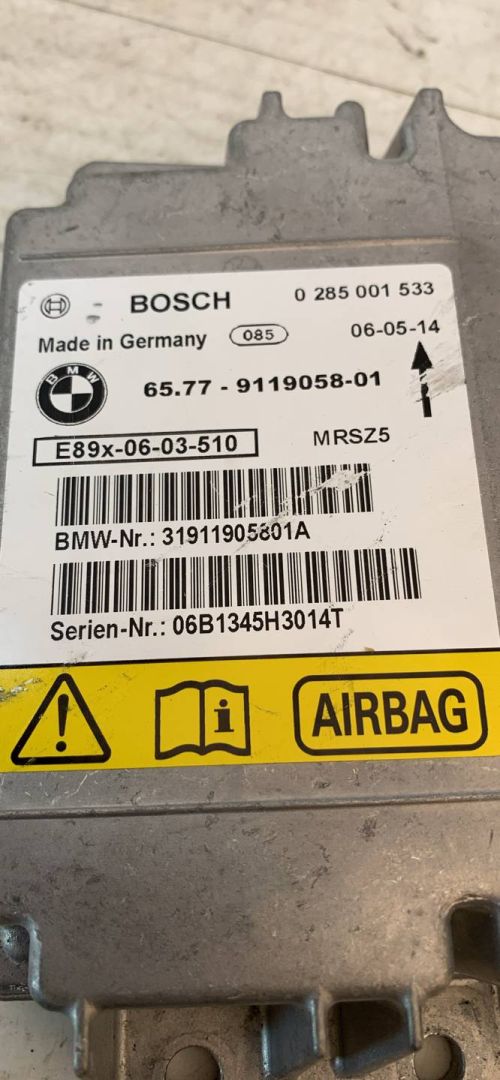 BOSCH 0 285 001 533
Made in Germany 085 06-05-14
BMW 65.77 - 9119058-01
E89x-06-03-510 MRSZ5
BMW-Nr.: 31911905801A
Serien-Nr.: 06B1345H3014T
! i AIRBAG